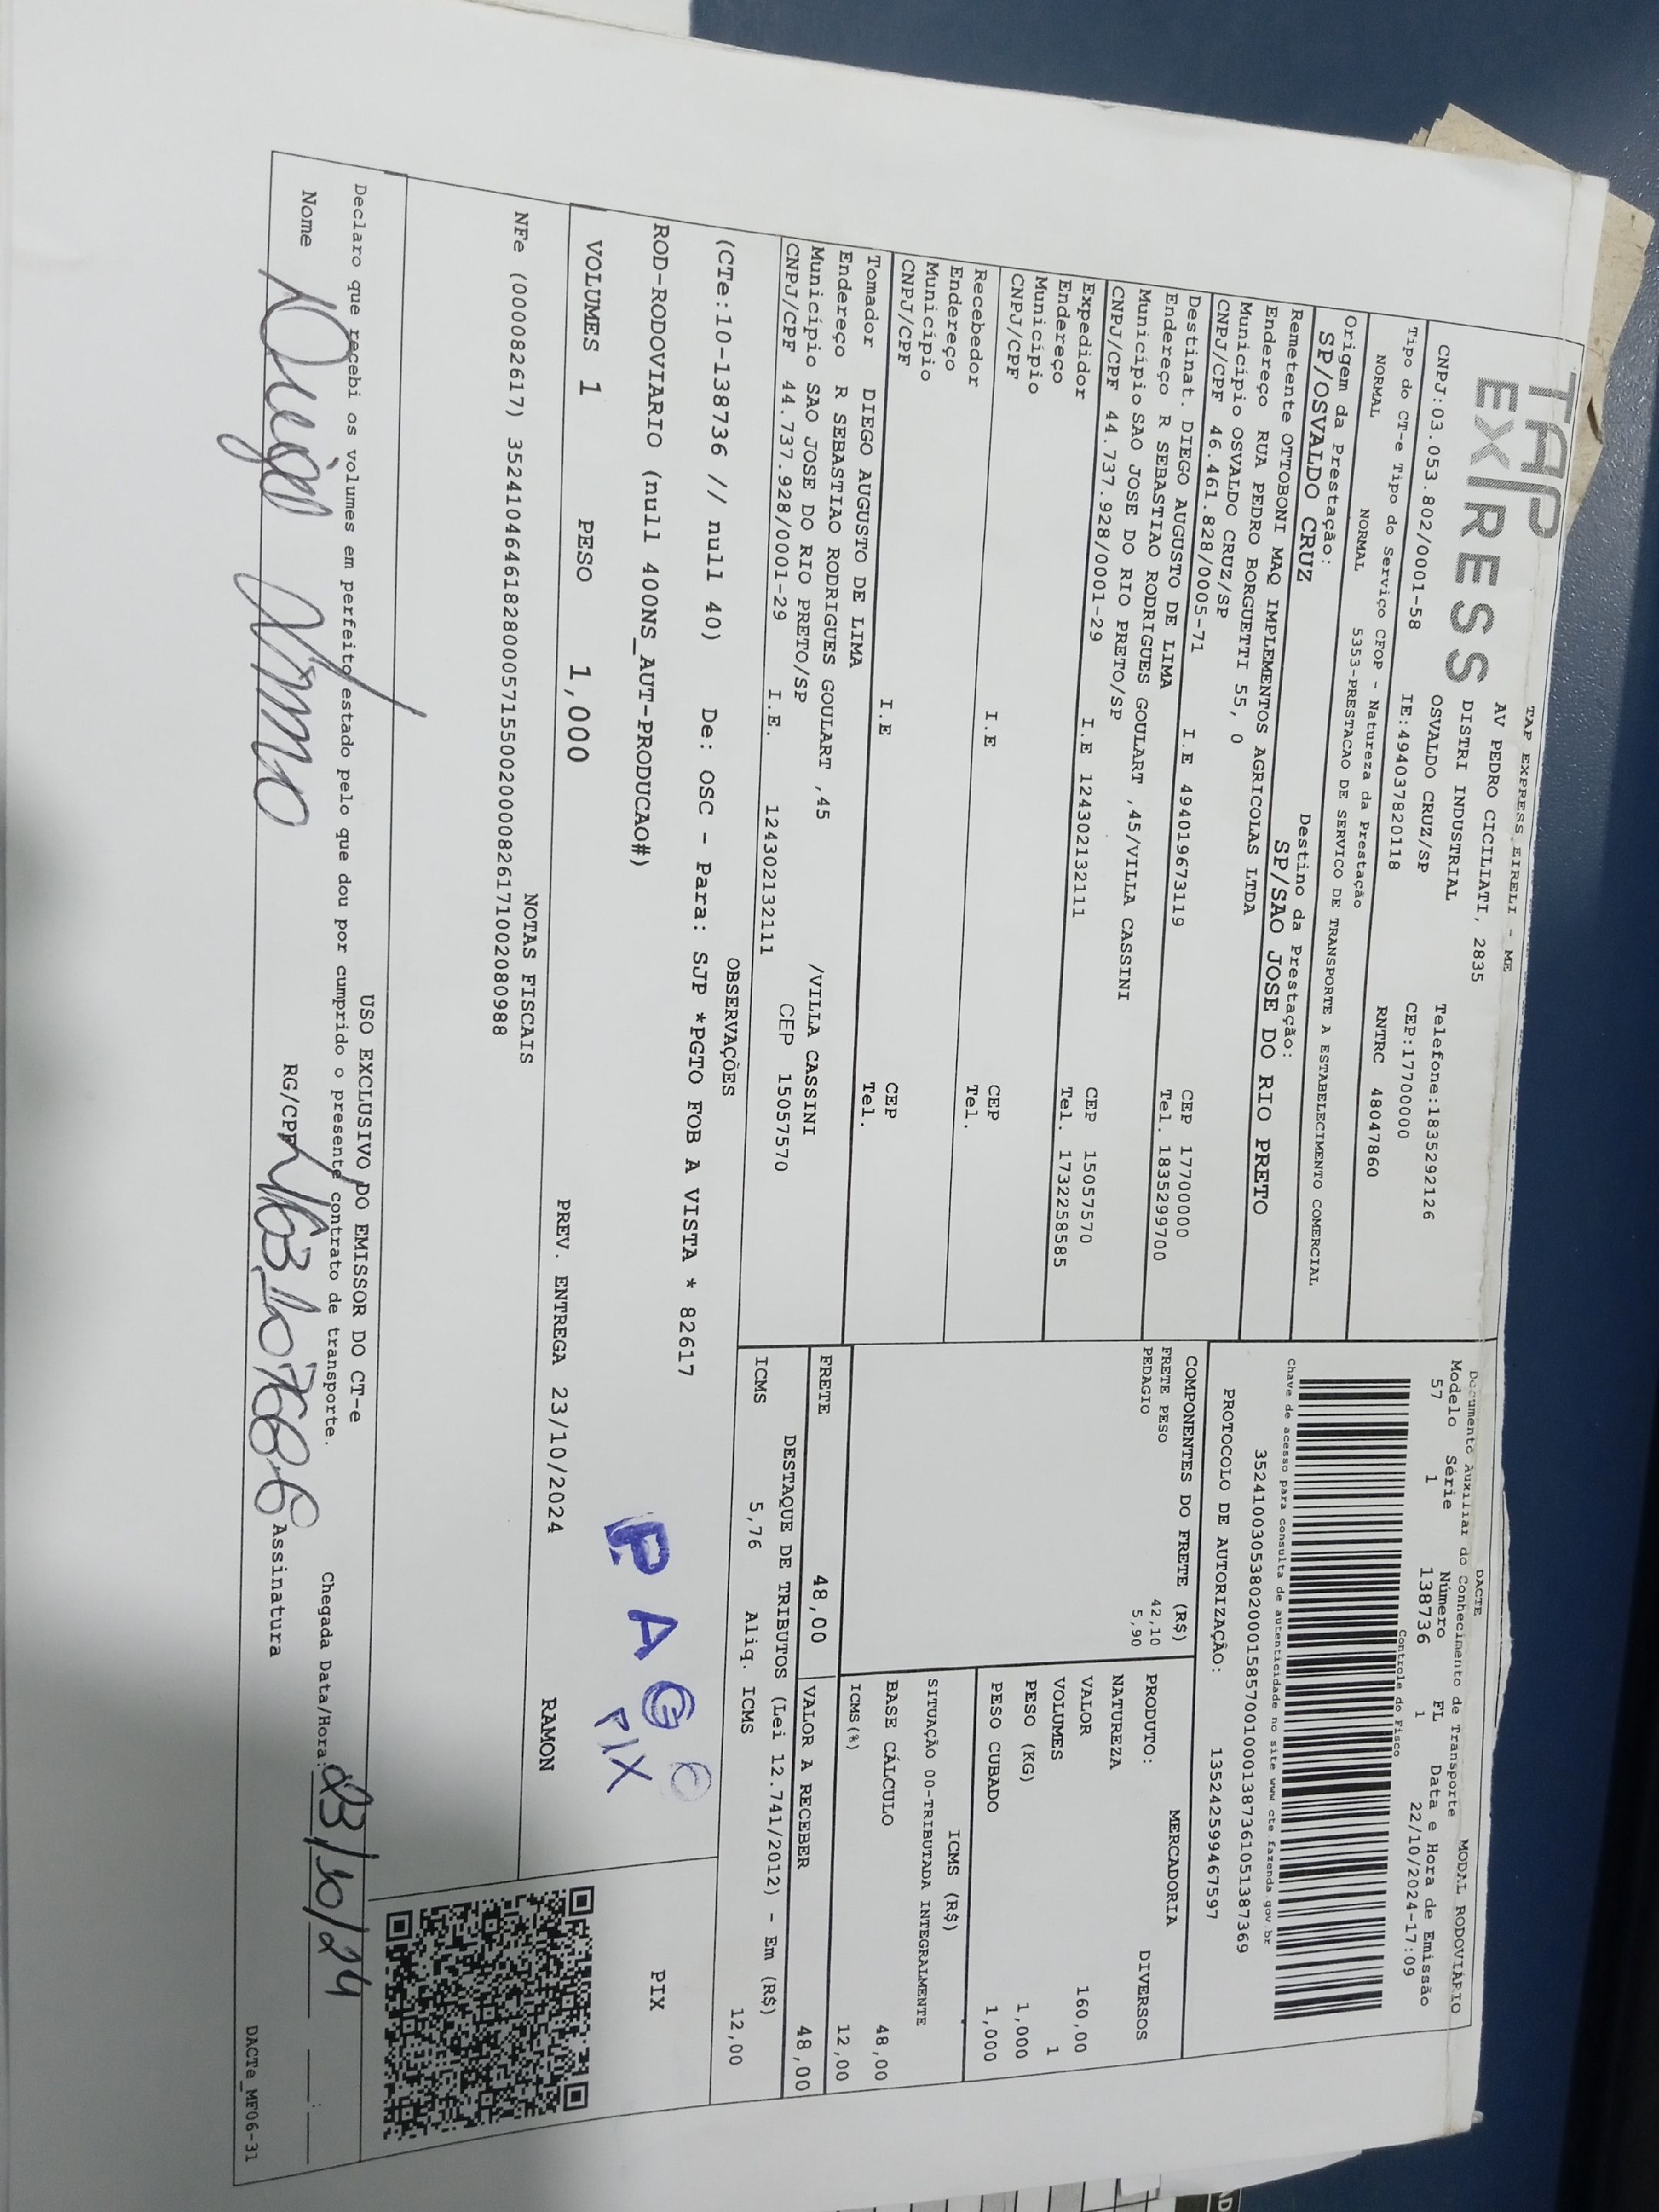 TAP
EXPRESS
TAP EXPRESS EIRELI - ME
AV PEDRO CICILIATI, 2835
DISTRI INDUSTRIAL
Telefone:1835292126
OSVALDO CRUZ/SP
CEP:17700000
CNPJ:03.053.802/0001-58
IE:494037820118
RNTRC 48047860
Tipo do CT-e Tipo do Serviço CFOP - Natureza da Prestação
NORMAL NORMAL 5353-PRESTACAO DE SERVICO DE TRANSPORTE A ESTABELECIMENTO COMERCIAL
Origem da Prestação: Destino da Prestação:
SP/OSVALDO CRUZ SP/SAO JOSE DO RIO PRETO
Remetente OTTOBONI MAQ IMPLEMENTOS AGRICOLAS LTDA
Endereço RUA PEDRO BORGUETTI 55, 0
Município OSVALDO CRUZ/SP CEP 17700000
CNPJ/CPF 46.461.828/0005-71 I.E 494019673119 Tel. 1835299700
Destinat. DIEGO AUGUSTO DE LIMA
Endereço R SEBASTIAO RODRIGUES GOULART ,45/VILLA CASSINI
Município SAO JOSE DO RIO PRETO/SP CEP 15057570
CNPJ/CPF 44.737.928/0001-29 I.E 124302132111 Tel. 1732258585
Expedidor
Endereço
Município CEP
CNPJ/CPF I.E Tel.
Recebedor
Endereço
Município CEP
CNPJ/CPF I.E Tel.
Tomador DIEGO AUGUSTO DE LIMA
Endereço R SEBASTIAO RODRIGUES GOULART ,45 /VILLA CASSINI
Município SAO JOSE DO RIO PRETO/SP CEP 15057570
CNPJ/CPF 44.737.928/0001-29 I.E. 124302132111
DACTE
Documento Auxiliar do Conhecimento de Transporte MODAL RODOVIÁRIO
Modelo Série Número FL Data e Hora de Emissão
57 1 138736 1 22/10/2024-17:09
Controle do Fisco
Chave de acesso para consulta de autenticidade no site www.cte.fazenda.gov.br
35241003053802000158570010001387361051387369
PROTOCOLO DE AUTORIZAÇÃO: 135242599467597
COMPONENTES DO FRETE (R$)
FRETE PESO 42,10
PEDAGIO 5,90
MERCADORIA
PRODUTO: DIVERSOS
NATUREZA
VALOR 160,00
VOLUMES 1
PESO (KG) 1,000
PESO CUBADO 1,000
ICMS (R$)
SITUAÇÃO 00-TRIBUTADA INTEGRALMENTE
BASE CÁLCULO 48,00
ICMS(%) 12,00
FRETE 48,00 VALOR A RECEBER 48,00
DESTAQUE DE TRIBUTOS (Lei 12.741/2012) - Em (R$)
ICMS 5,76 Aliq. ICMS 12,00
OBSERVAÇÕES
(CTe:10-138736 // null 40) De: OSC - Para: SJP *PGTO FOB A VISTA * 82617
ROD-RODOVIARIO (null 400NS_AUT-PRODUCAO#)
PAGO
PIX
PIX
VOLUMES 1 PESO 1,000 PREV. ENTREGA 23/10/2024 RAMON
NOTAS FISCAIS
NFe (000082617) 35241046461828000571550020000826171002080988
USO EXCLUSIVO DO EMISSOR DO CT-e
Declaro que recebi os volumes em perfeito estado pelo que dou por cumprido o presente contrato de transporte.
Chegada Data/Hora: 23/10/24
Nome RG/CPF Assinatura
DACTe_MF06-31